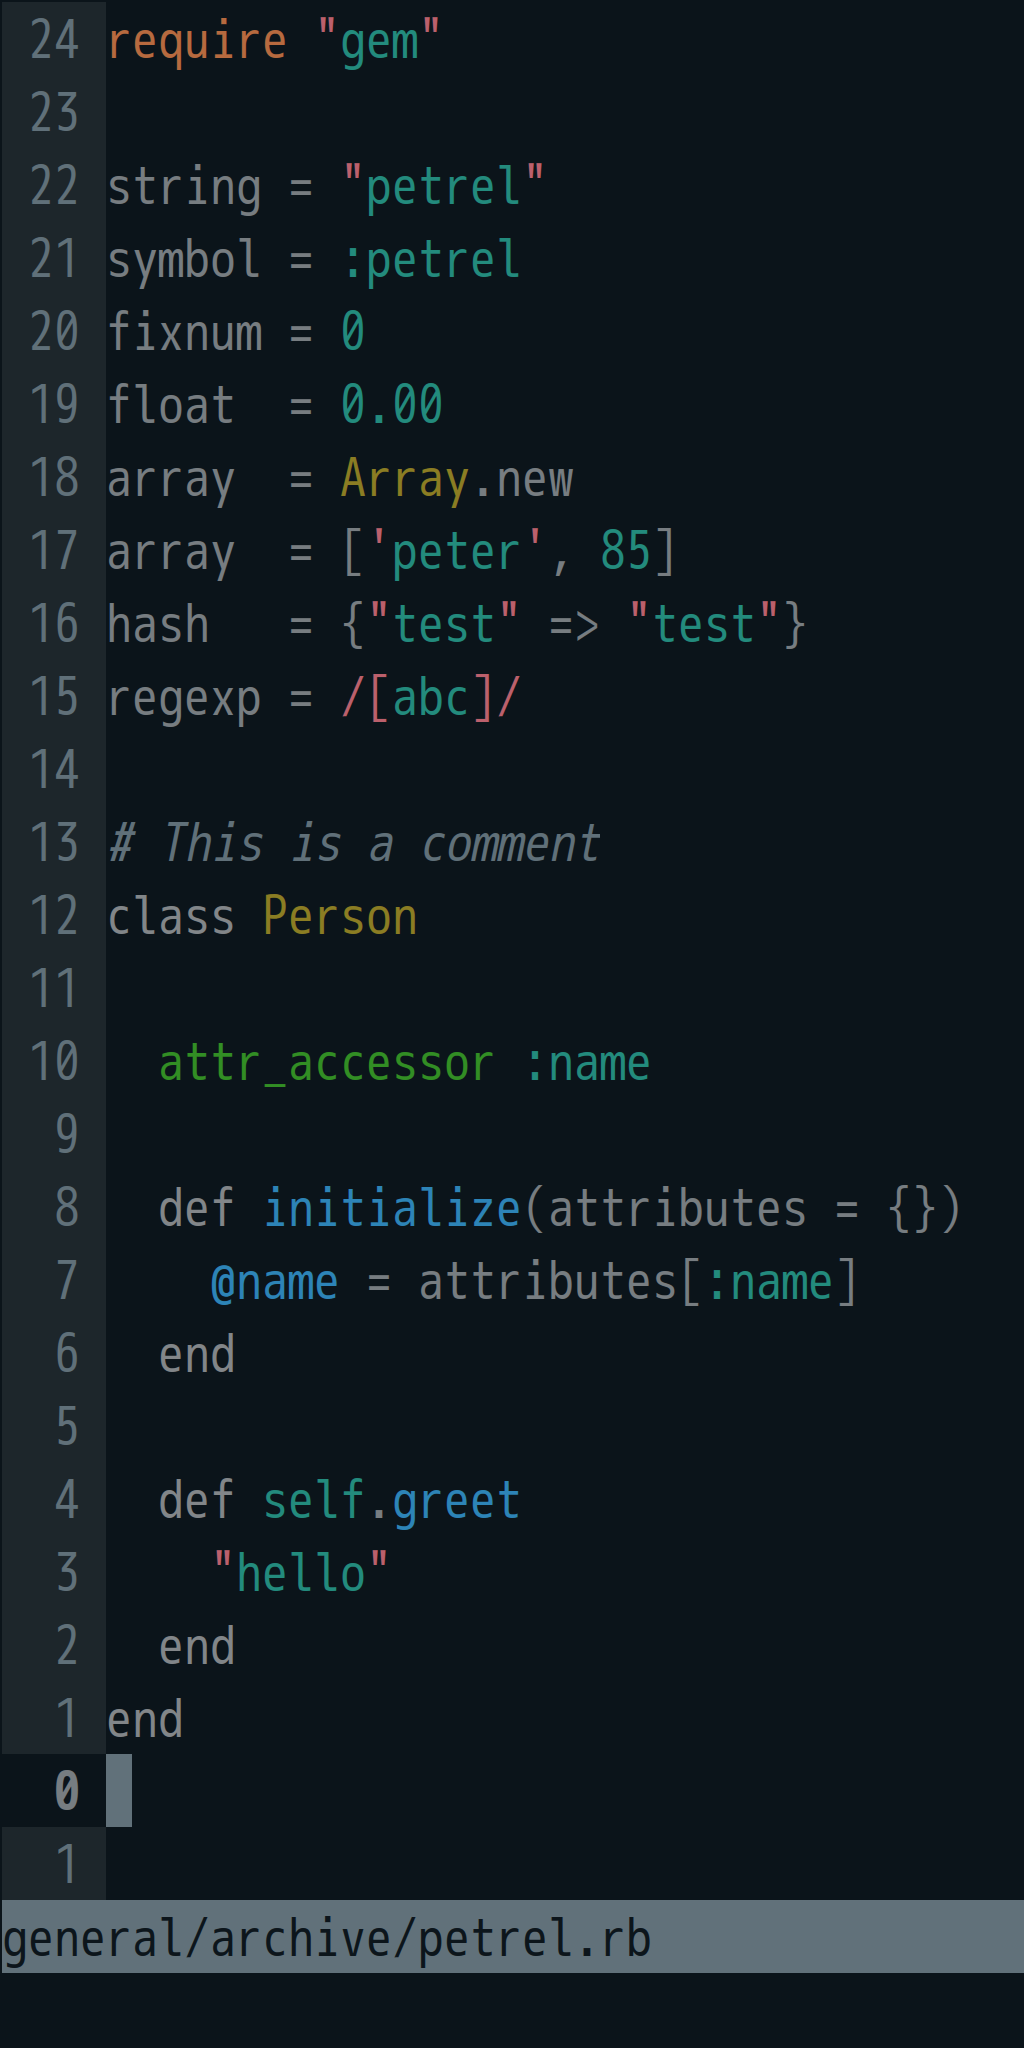 24 require "gem"
23
22 string = "petrel"
21 symbol = :petrel
20 fixnum = 0
19 float  = 0.00
18 array  = Array.new
17 array  = ['peter', 85]
16 hash   = {"test" => "test"}
15 regexp = /[abc]/
14
13 # This is a comment
12 class Person
11
10   attr_accessor :name
 9
 8   def initialize(attributes = {})
 7     @name = attributes[:name]
 6   end
 5
 4   def self.greet
 3     "hello"
 2   end
 1 end
 0
 1
general/archive/petrel.rb